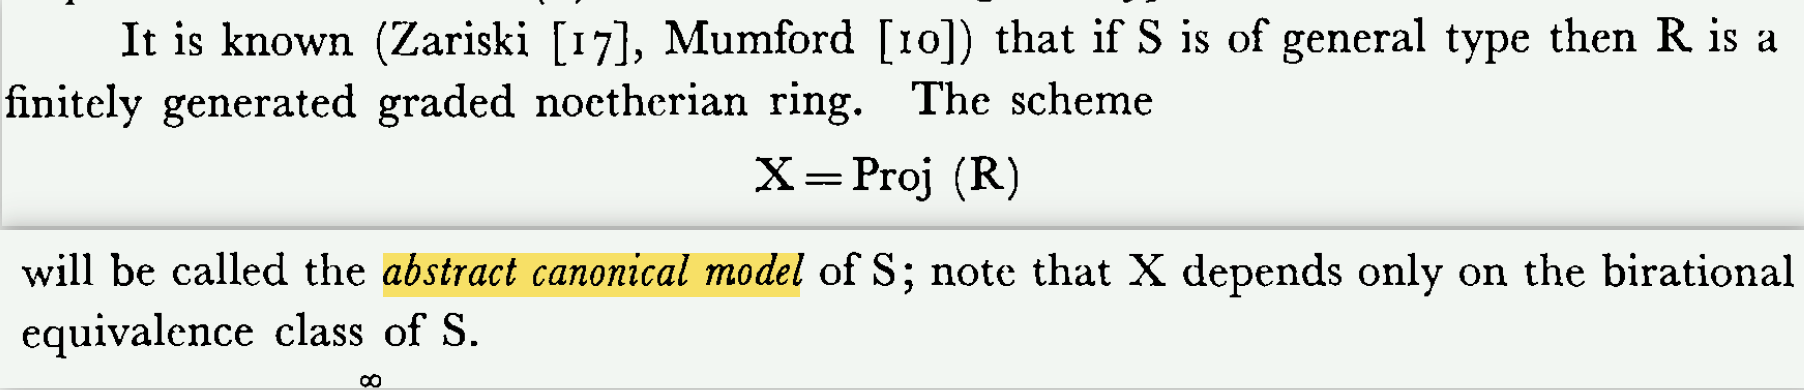 It is known (Zariski [17], Mumford [10]) that if S is of general type then R is a
finitely generated graded noetherian ring. The scheme
X = Proj (R)
will be called the abstract canonical model of S; note that X depends only on the birational
equivalence class of S.
∞